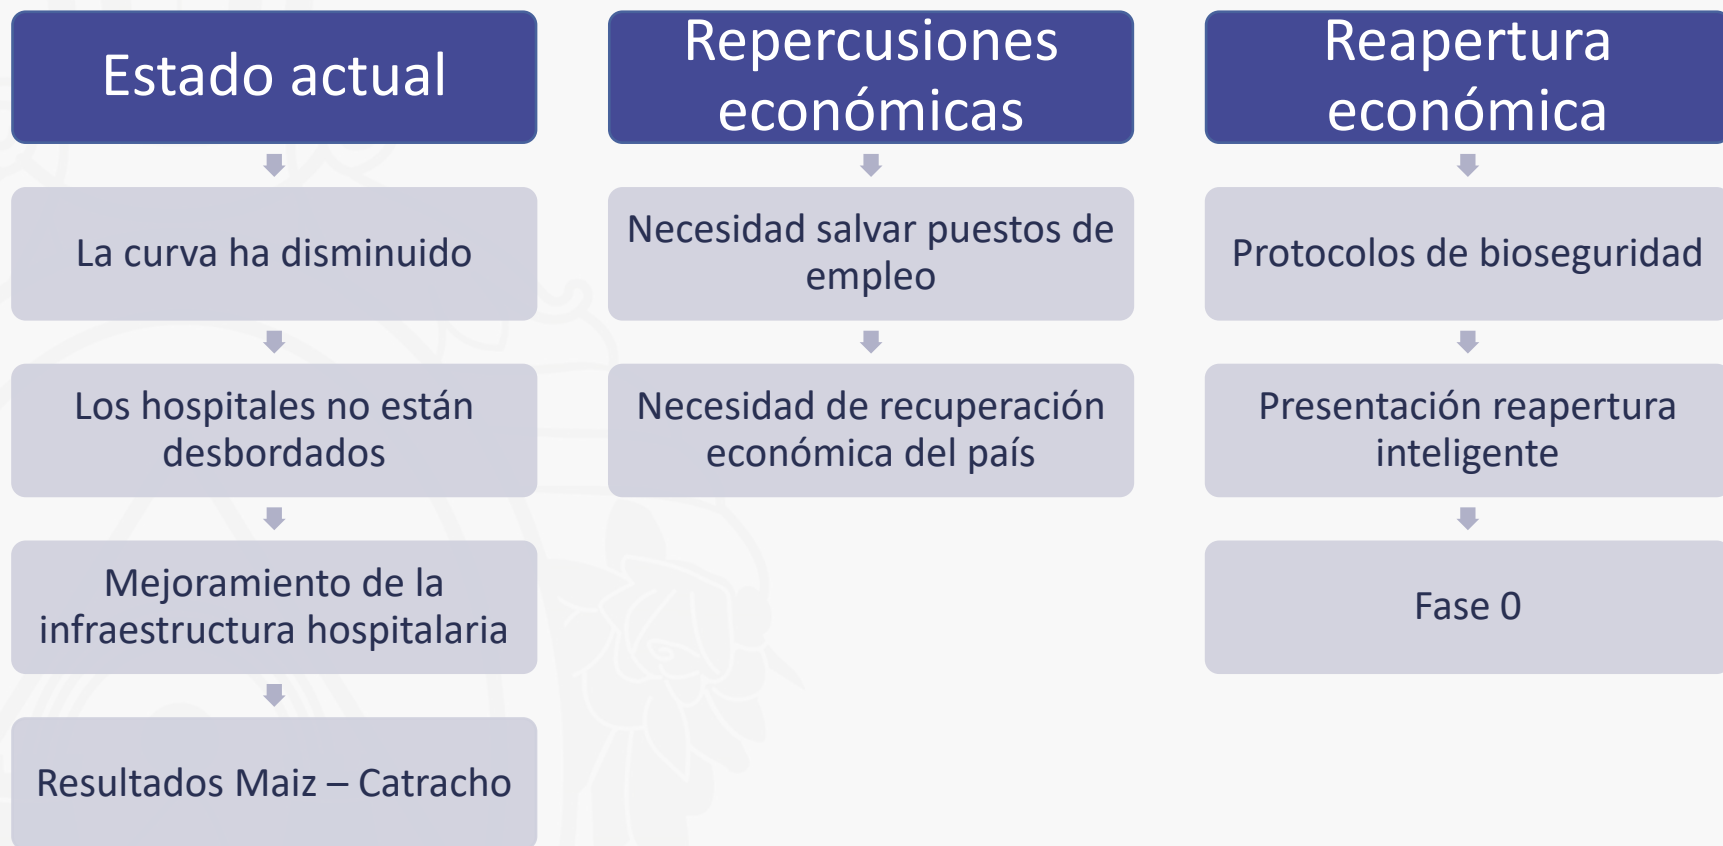 Estado actual
La curva ha disminuido
Los hospitales no están
desbordados
Mejoramiento de la
infraestructura hospitalaria
Resultados Maiz – Catracho
Repercusiones
económicas
Necesidad salvar puestos de
empleo
Necesidad de recuperación
económica del país
Reapertura
económica
Protocolos de bioseguridad
Presentación reapertura
inteligente
Fase 0